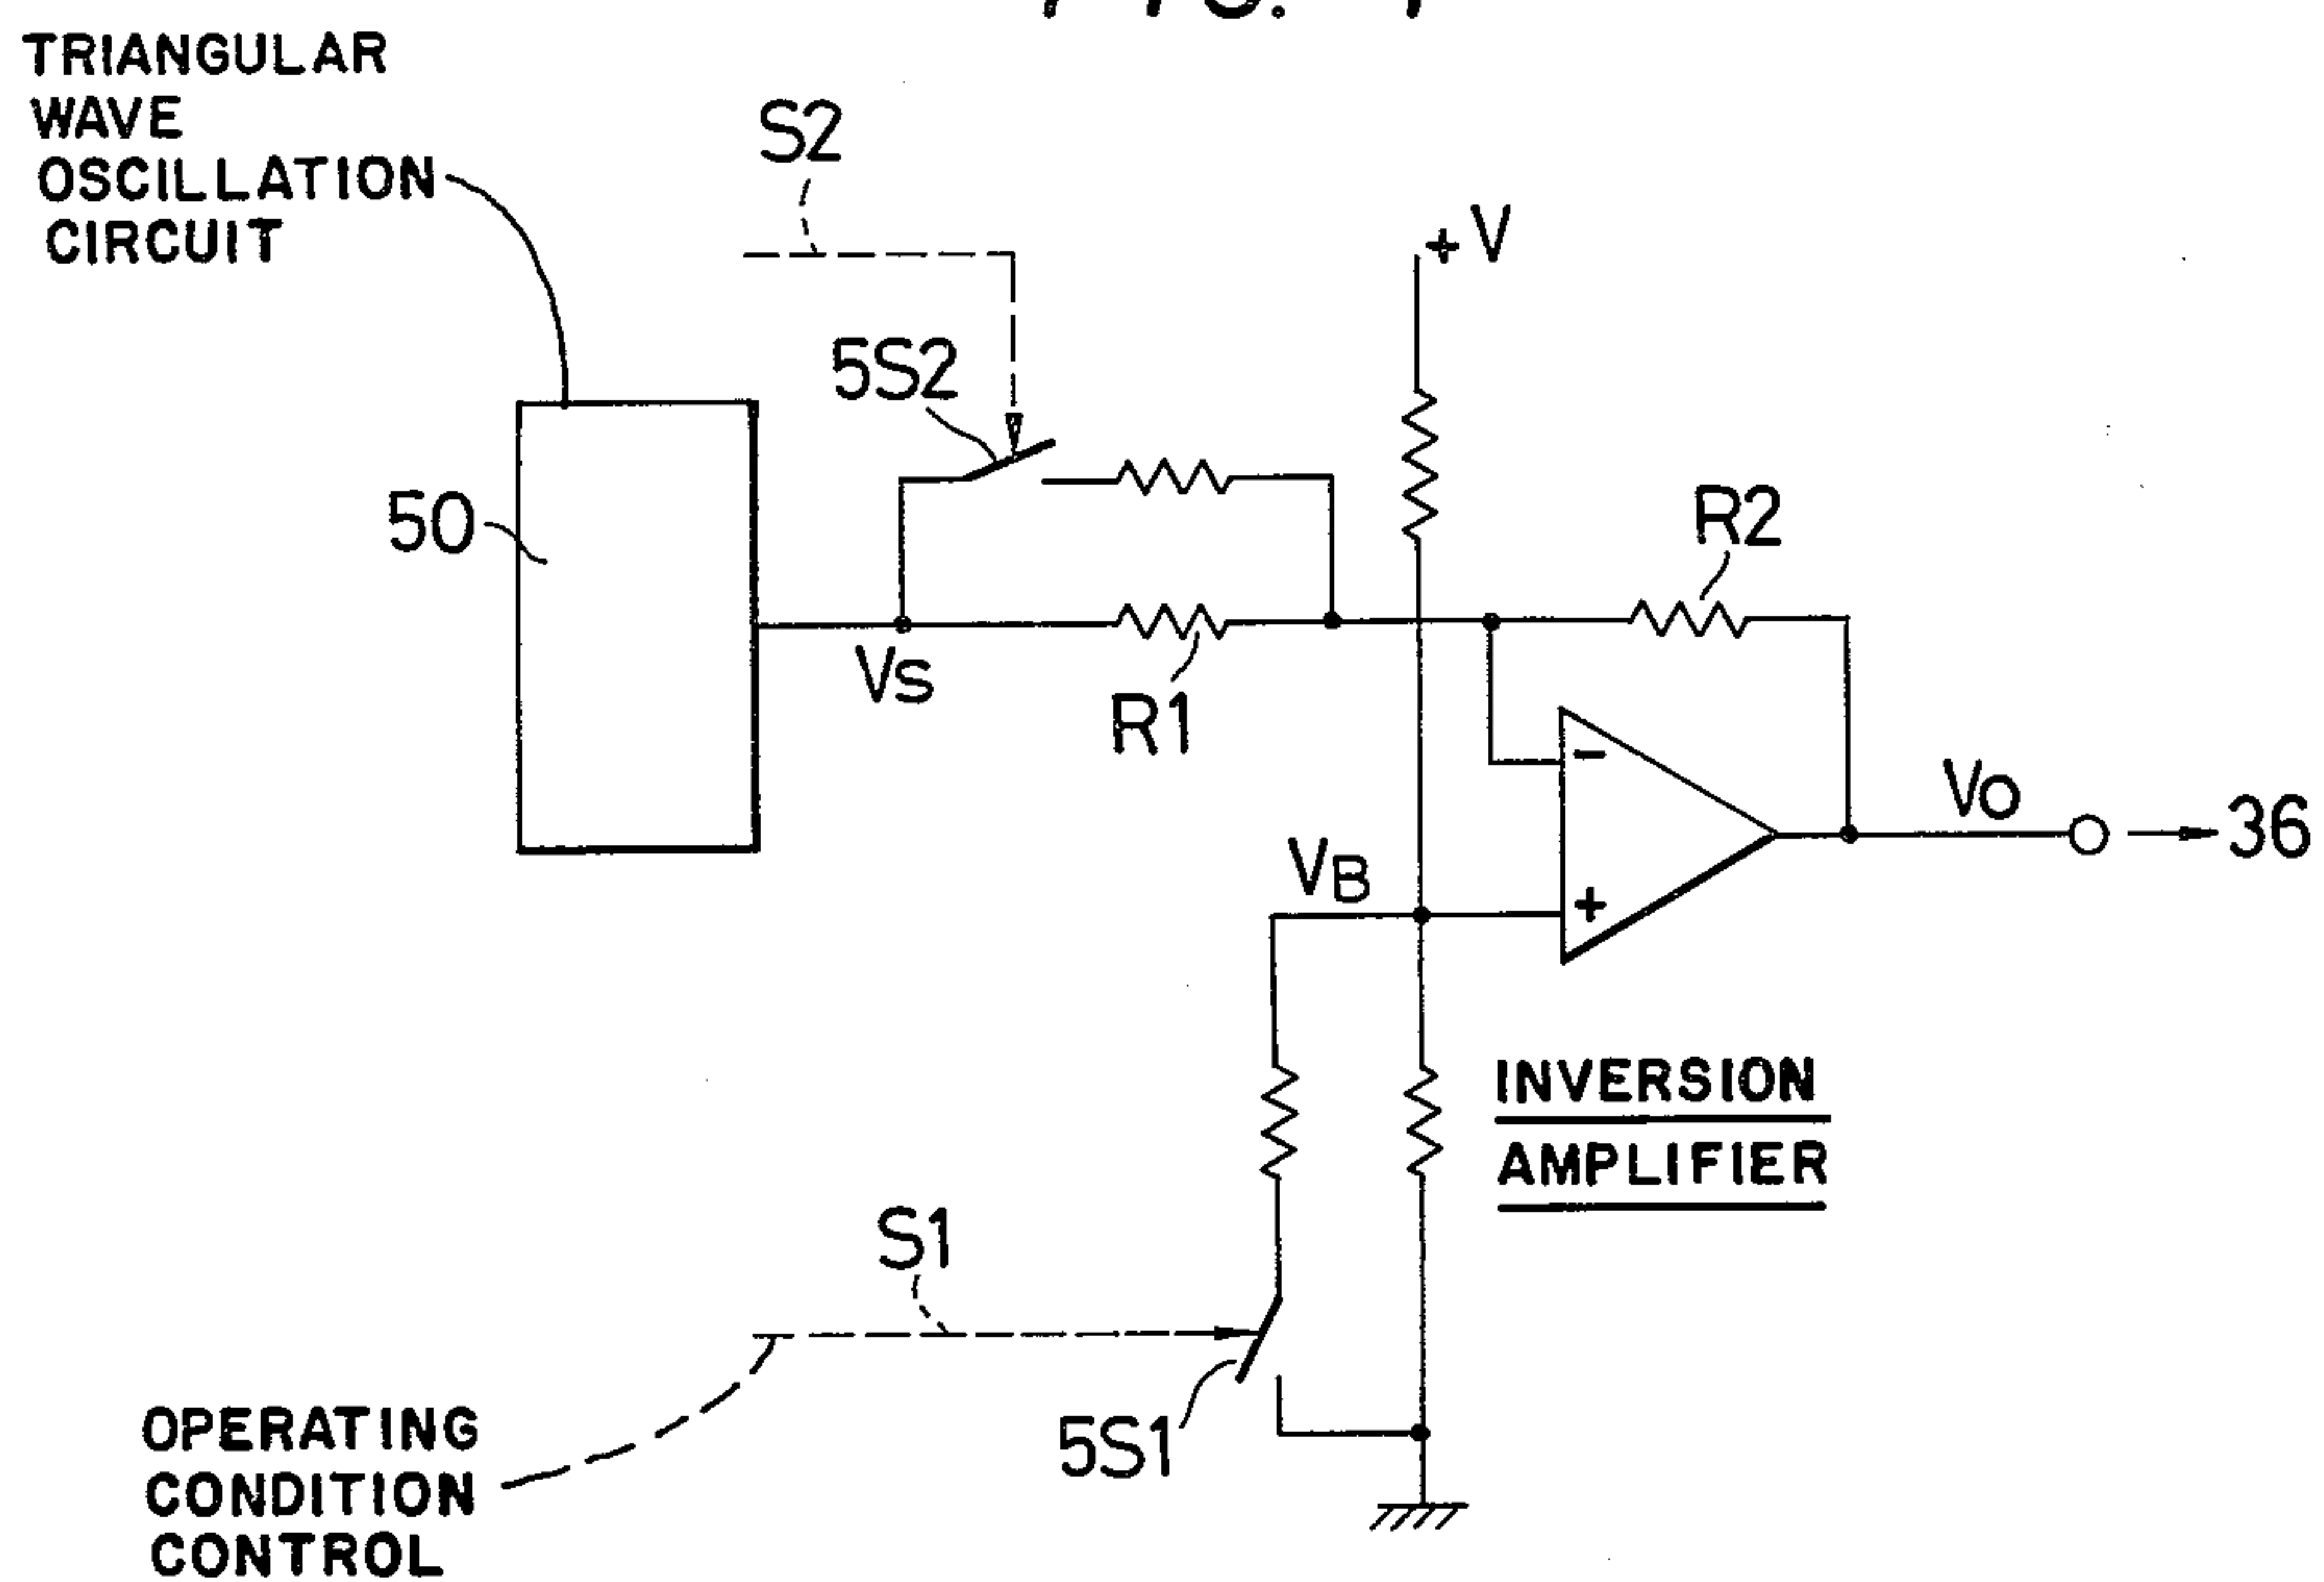 TRIANGULAR
WAVE
OSCILLATION
CIRCUIT
S2
+V
5S2
50
R2
VS
R1
VO
36
VB
-
+
INVERSION
AMPLIFIER
S1
5S1
OPERATING
CONDITION
CONTROL